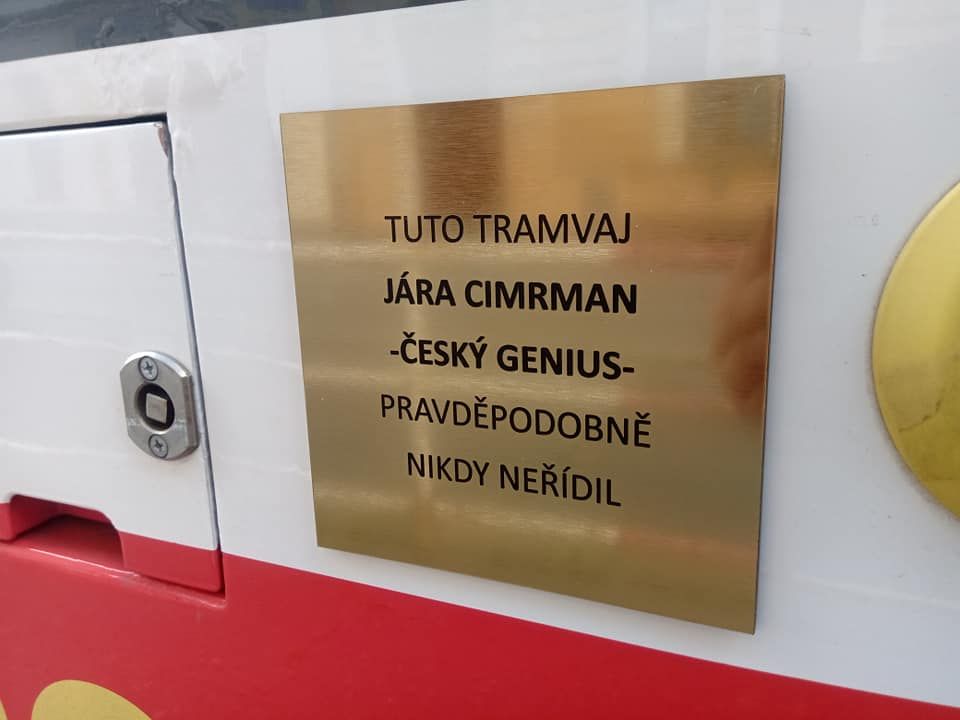 TUTO TRAMVAJ
JÁRA CIMRMAN
-ČESKÝ GENIUS-
PRAVDĚPODOBNĚ
NIKDY NEŘÍDIL